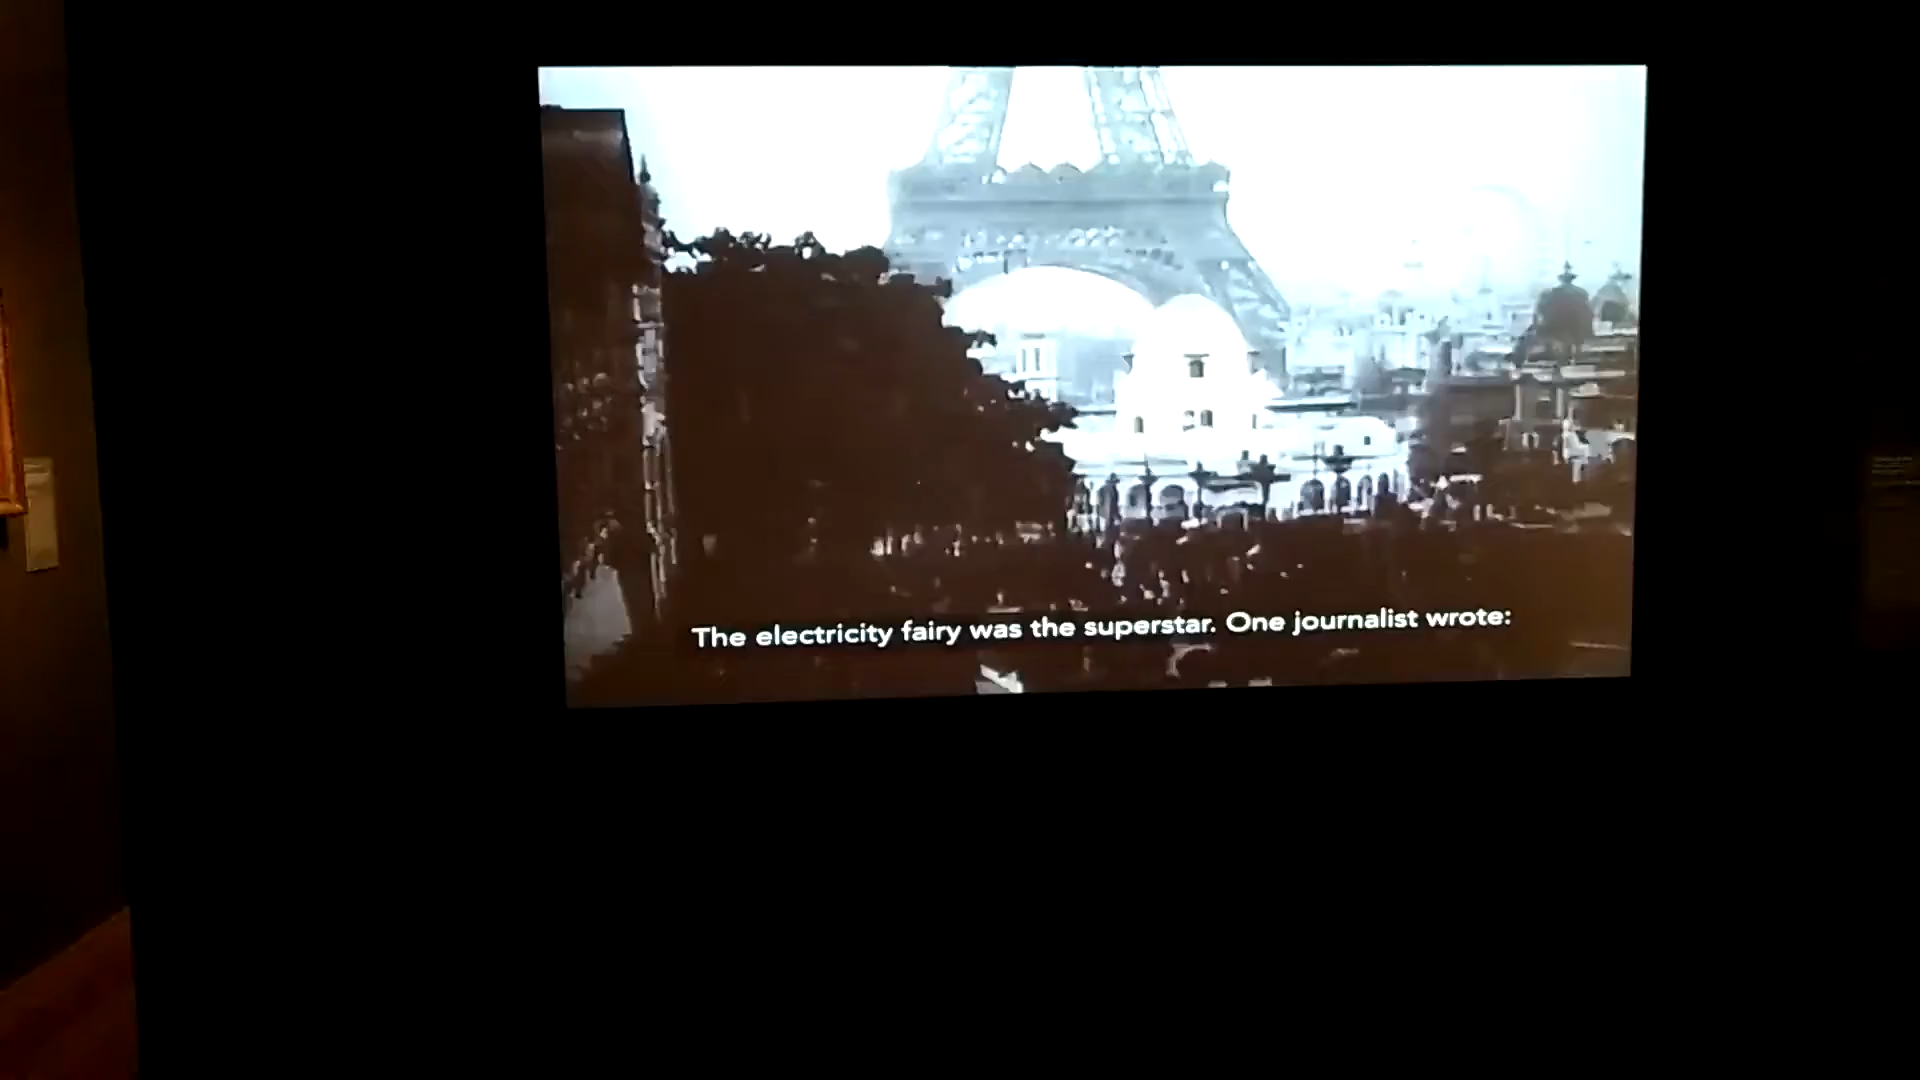 The electricity fairy was the superstar. One journalist wrote: